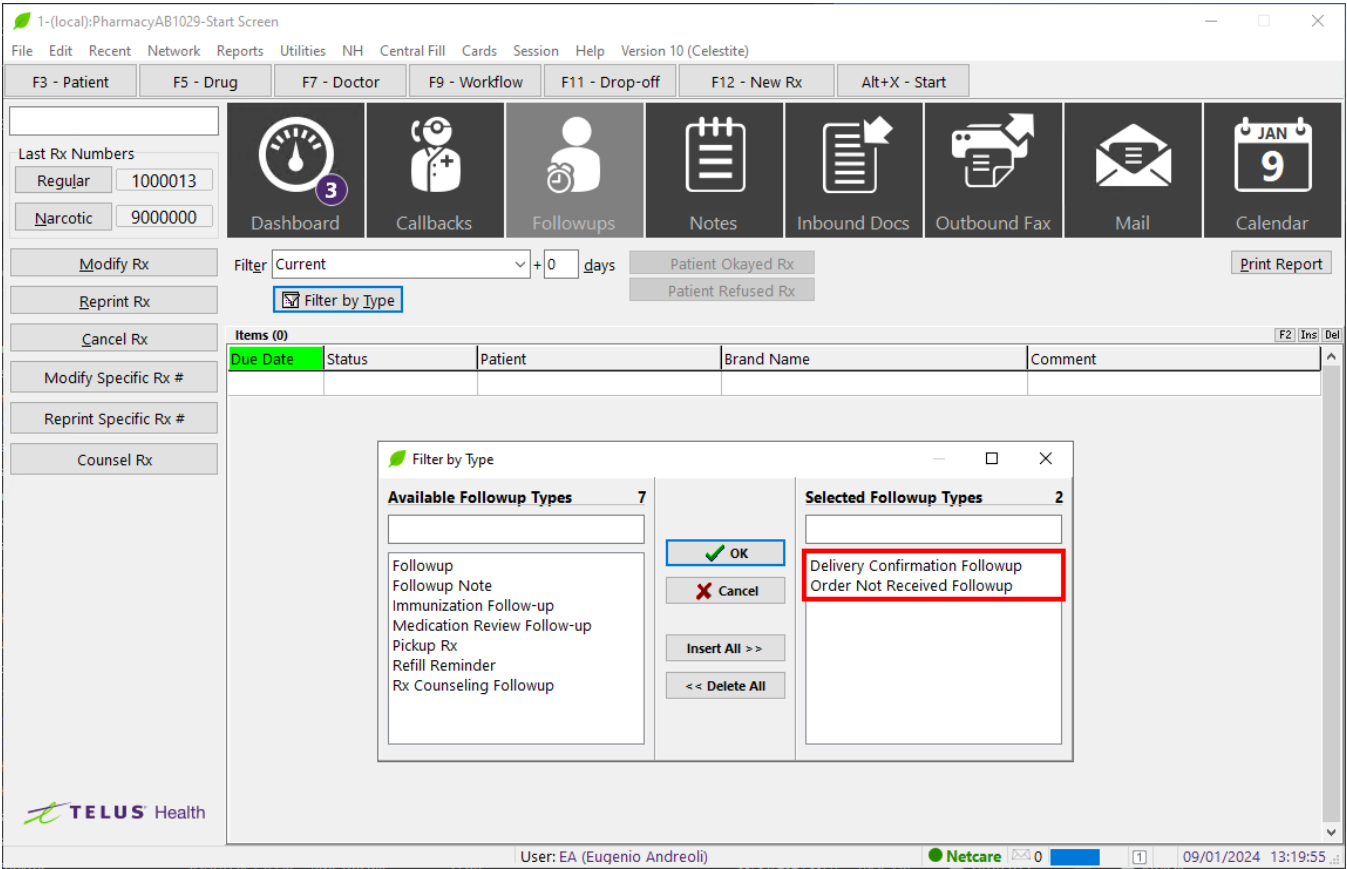 1-(local):PharmacyAB1029-Start Screen
File Edit Recent Network Reports Utilities NH Central Fill Cards Session Help Version 10 (Celestite)
F3 - Patient F5 - Drug F7 - Doctor F9 - Workflow F11 - Drop-off F12 - New Rx Alt+X - Start
Last Rx Numbers
Regular 1000013
Narcotic 9000000
3
JAN
9
Dashboard Callbacks Followups Notes Inbound Docs Outbound Fax Mail Calendar
Modify Rx
Reprint Rx
Cancel Rx
Modify Specific Rx #
Reprint Specific Rx #
Counsel Rx
Filter Current + 0 days Patient Okayed Rx Print Report
Filter by Type Patient Refused Rx
Items (0) F2 Ins Del
Due Date Status Patient Brand Name Comment
Filter by Type
Available Followup Types 7
Followup
Followup Note
Immunization Follow-up
Medication Review Follow-up
Pickup Rx
Refill Reminder
Rx Counseling Followup
OK
Cancel
Insert All >>
<< Delete All
Selected Followup Types 2
Delivery Confirmation Followup
Order Not Received Followup
TELUS Health
User: EA (Eugenio Andreoli) Netcare 0 1 09/01/2024 13:19:55